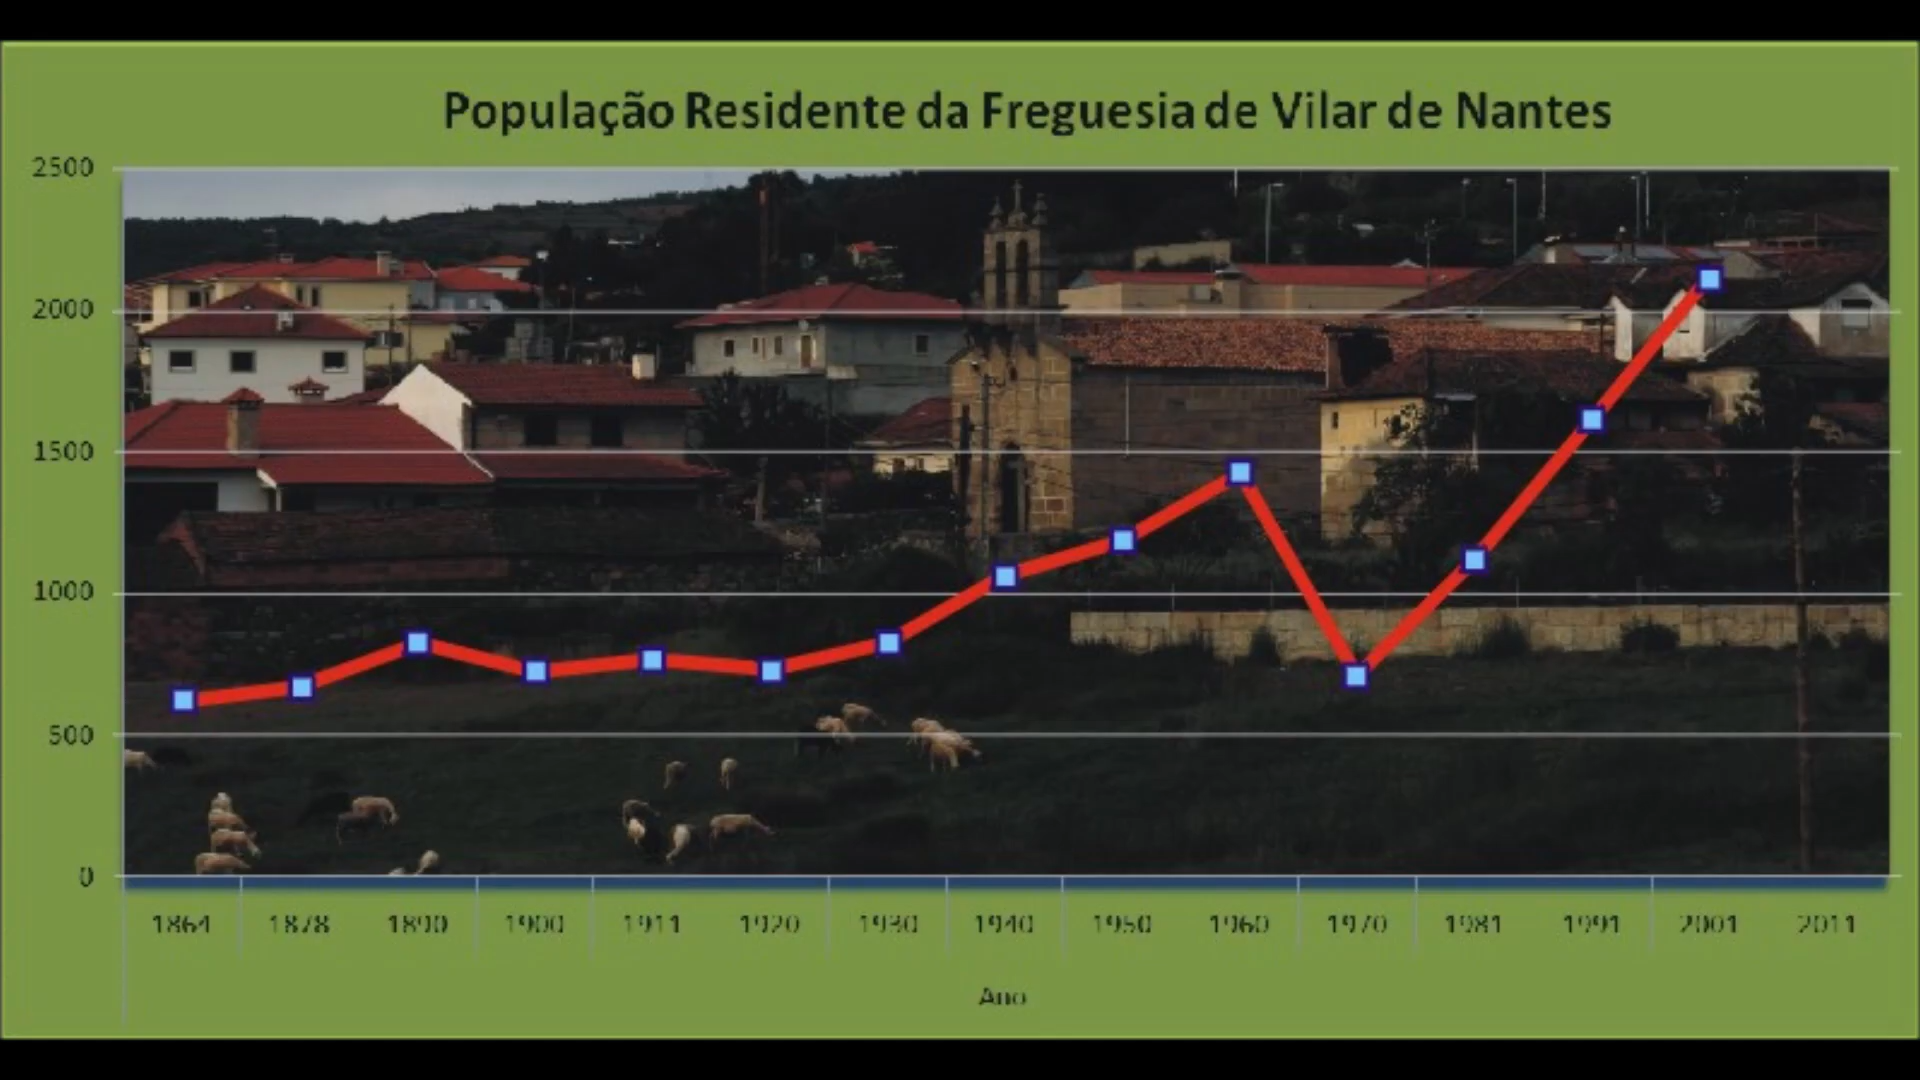 População Residente da Freguesia de Vilar de Nantes
2500
2000
1500
1000
500
0
1864 1878 1890 1900 1911 1920 1930 1940 1950 1960 1970 1981 1991 2001 2011
Ano